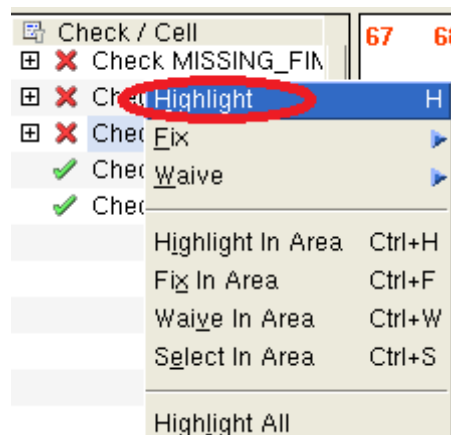 Check / Cell
67 68
Check MISSING_FIN
Highlight H
Fix
Waive
Highlight In Area Ctrl+H
Fix In Area Ctrl+F
Waive In Area Ctrl+W
Select In Area Ctrl+S
Highlight All